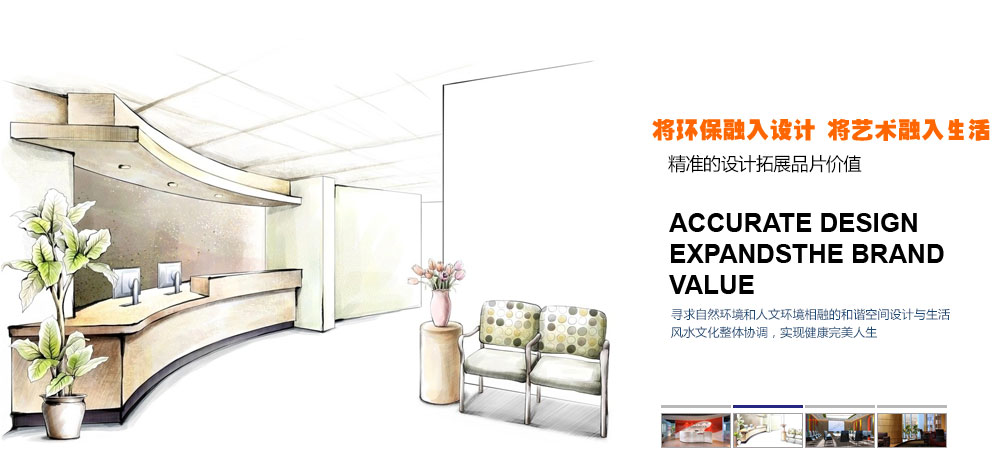 将环保融入设计 将艺术融入生活
精准的设计拓展品片价值
ACCURATE DESIGN
EXPANDSTHE BRAND
VALUE
寻求自然环境和人文环境相融的和谐空间设计与生活
风水文化整体协调，实现健康完美人生